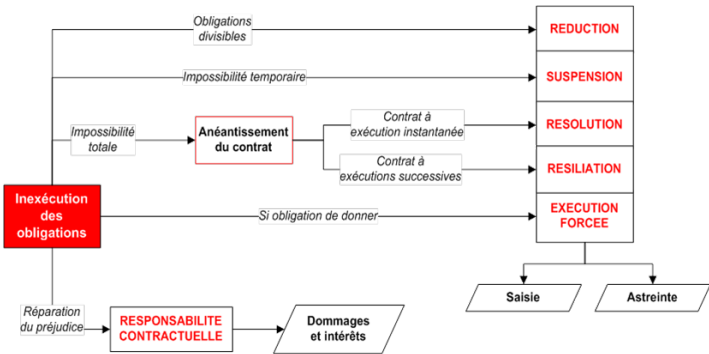 Obligations
divisibles
REDUCTION
Impossibilité temporaire
SUSPENSION
Impossibilité
totale
Anéantissement
du contrat
Contrat à
exécution instantanée
RESOLUTION
Contrat à
exécutions successives
RESILIATION
Inexécution
des
obligations
Si obligation de donner
EXECUTION
FORCEE
Saisie
Astreinte
Réparation
du préjudice
RESPONSABILITE
CONTRACTUELLE
Dommages
et intérêts